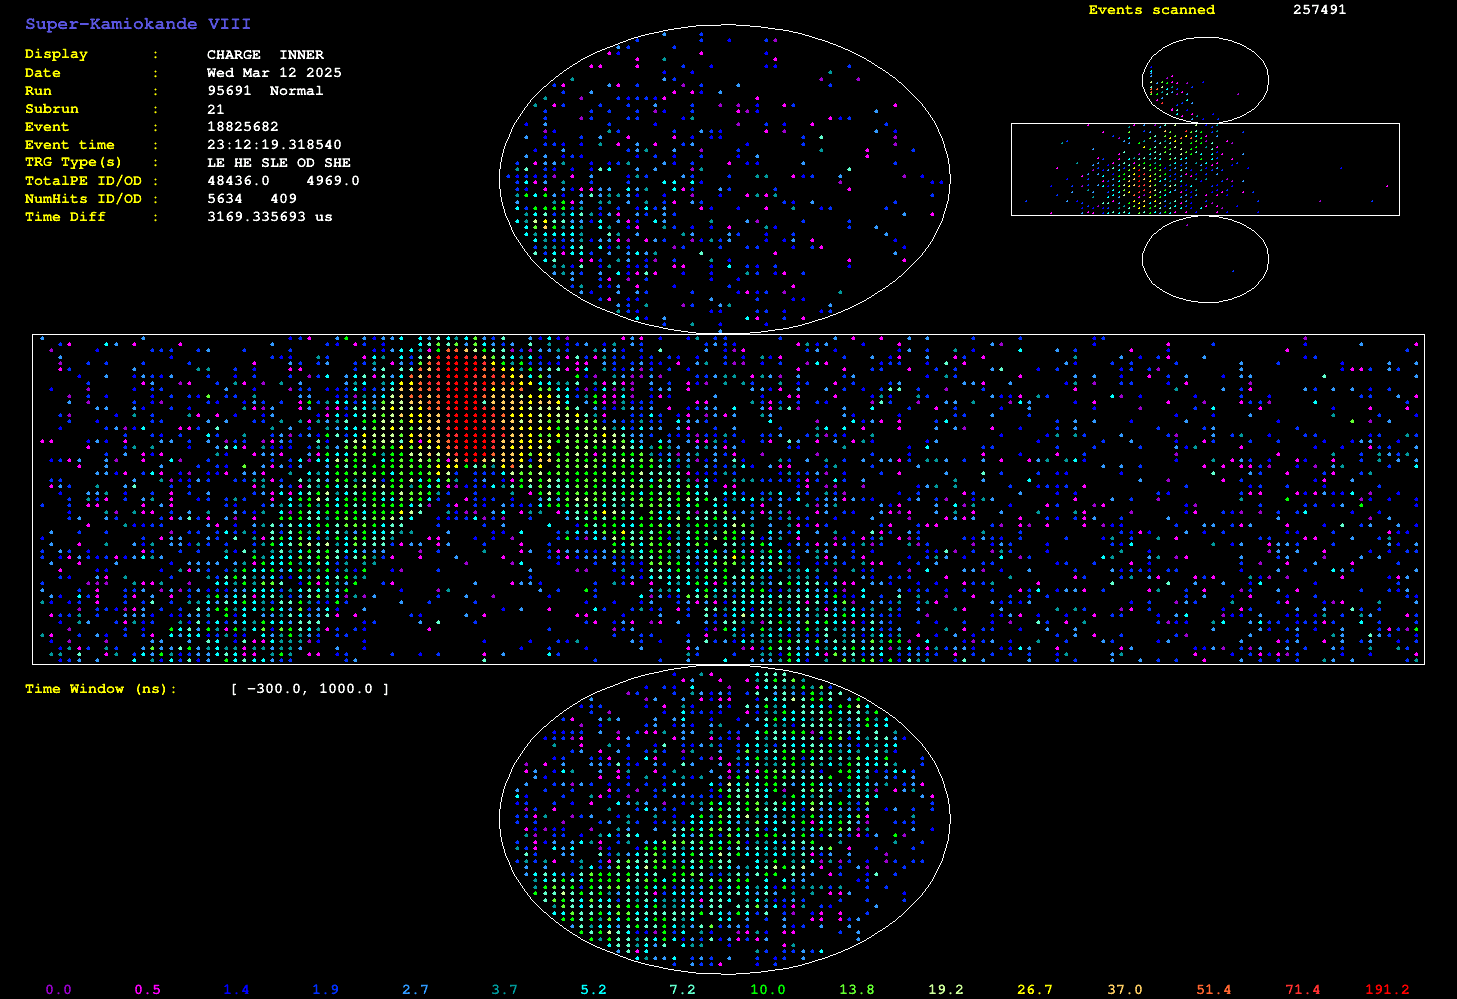 Super-Kamiokande VIII
Events scanned 257491
Display : CHARGE INNER
Date : Wed Mar 12 2025
Run : 95691 Normal
Subrun : 21
Event : 18825682
Event time : 23:12:19.318540
TRG Type(s) : LE HE SLE OD SHE
TotalPE ID/OD : 48436.0 4969.0
NumHits ID/OD : 5634 409
Time Diff : 3169.335693 us
Time Window (ns): [ -300.0, 1000.0 ]
0.0 0.5 1.4 1.9 2.7 3.7 5.2 7.2 10.0 13.8 19.2 26.7 37.0 51.4 71.4 191.2